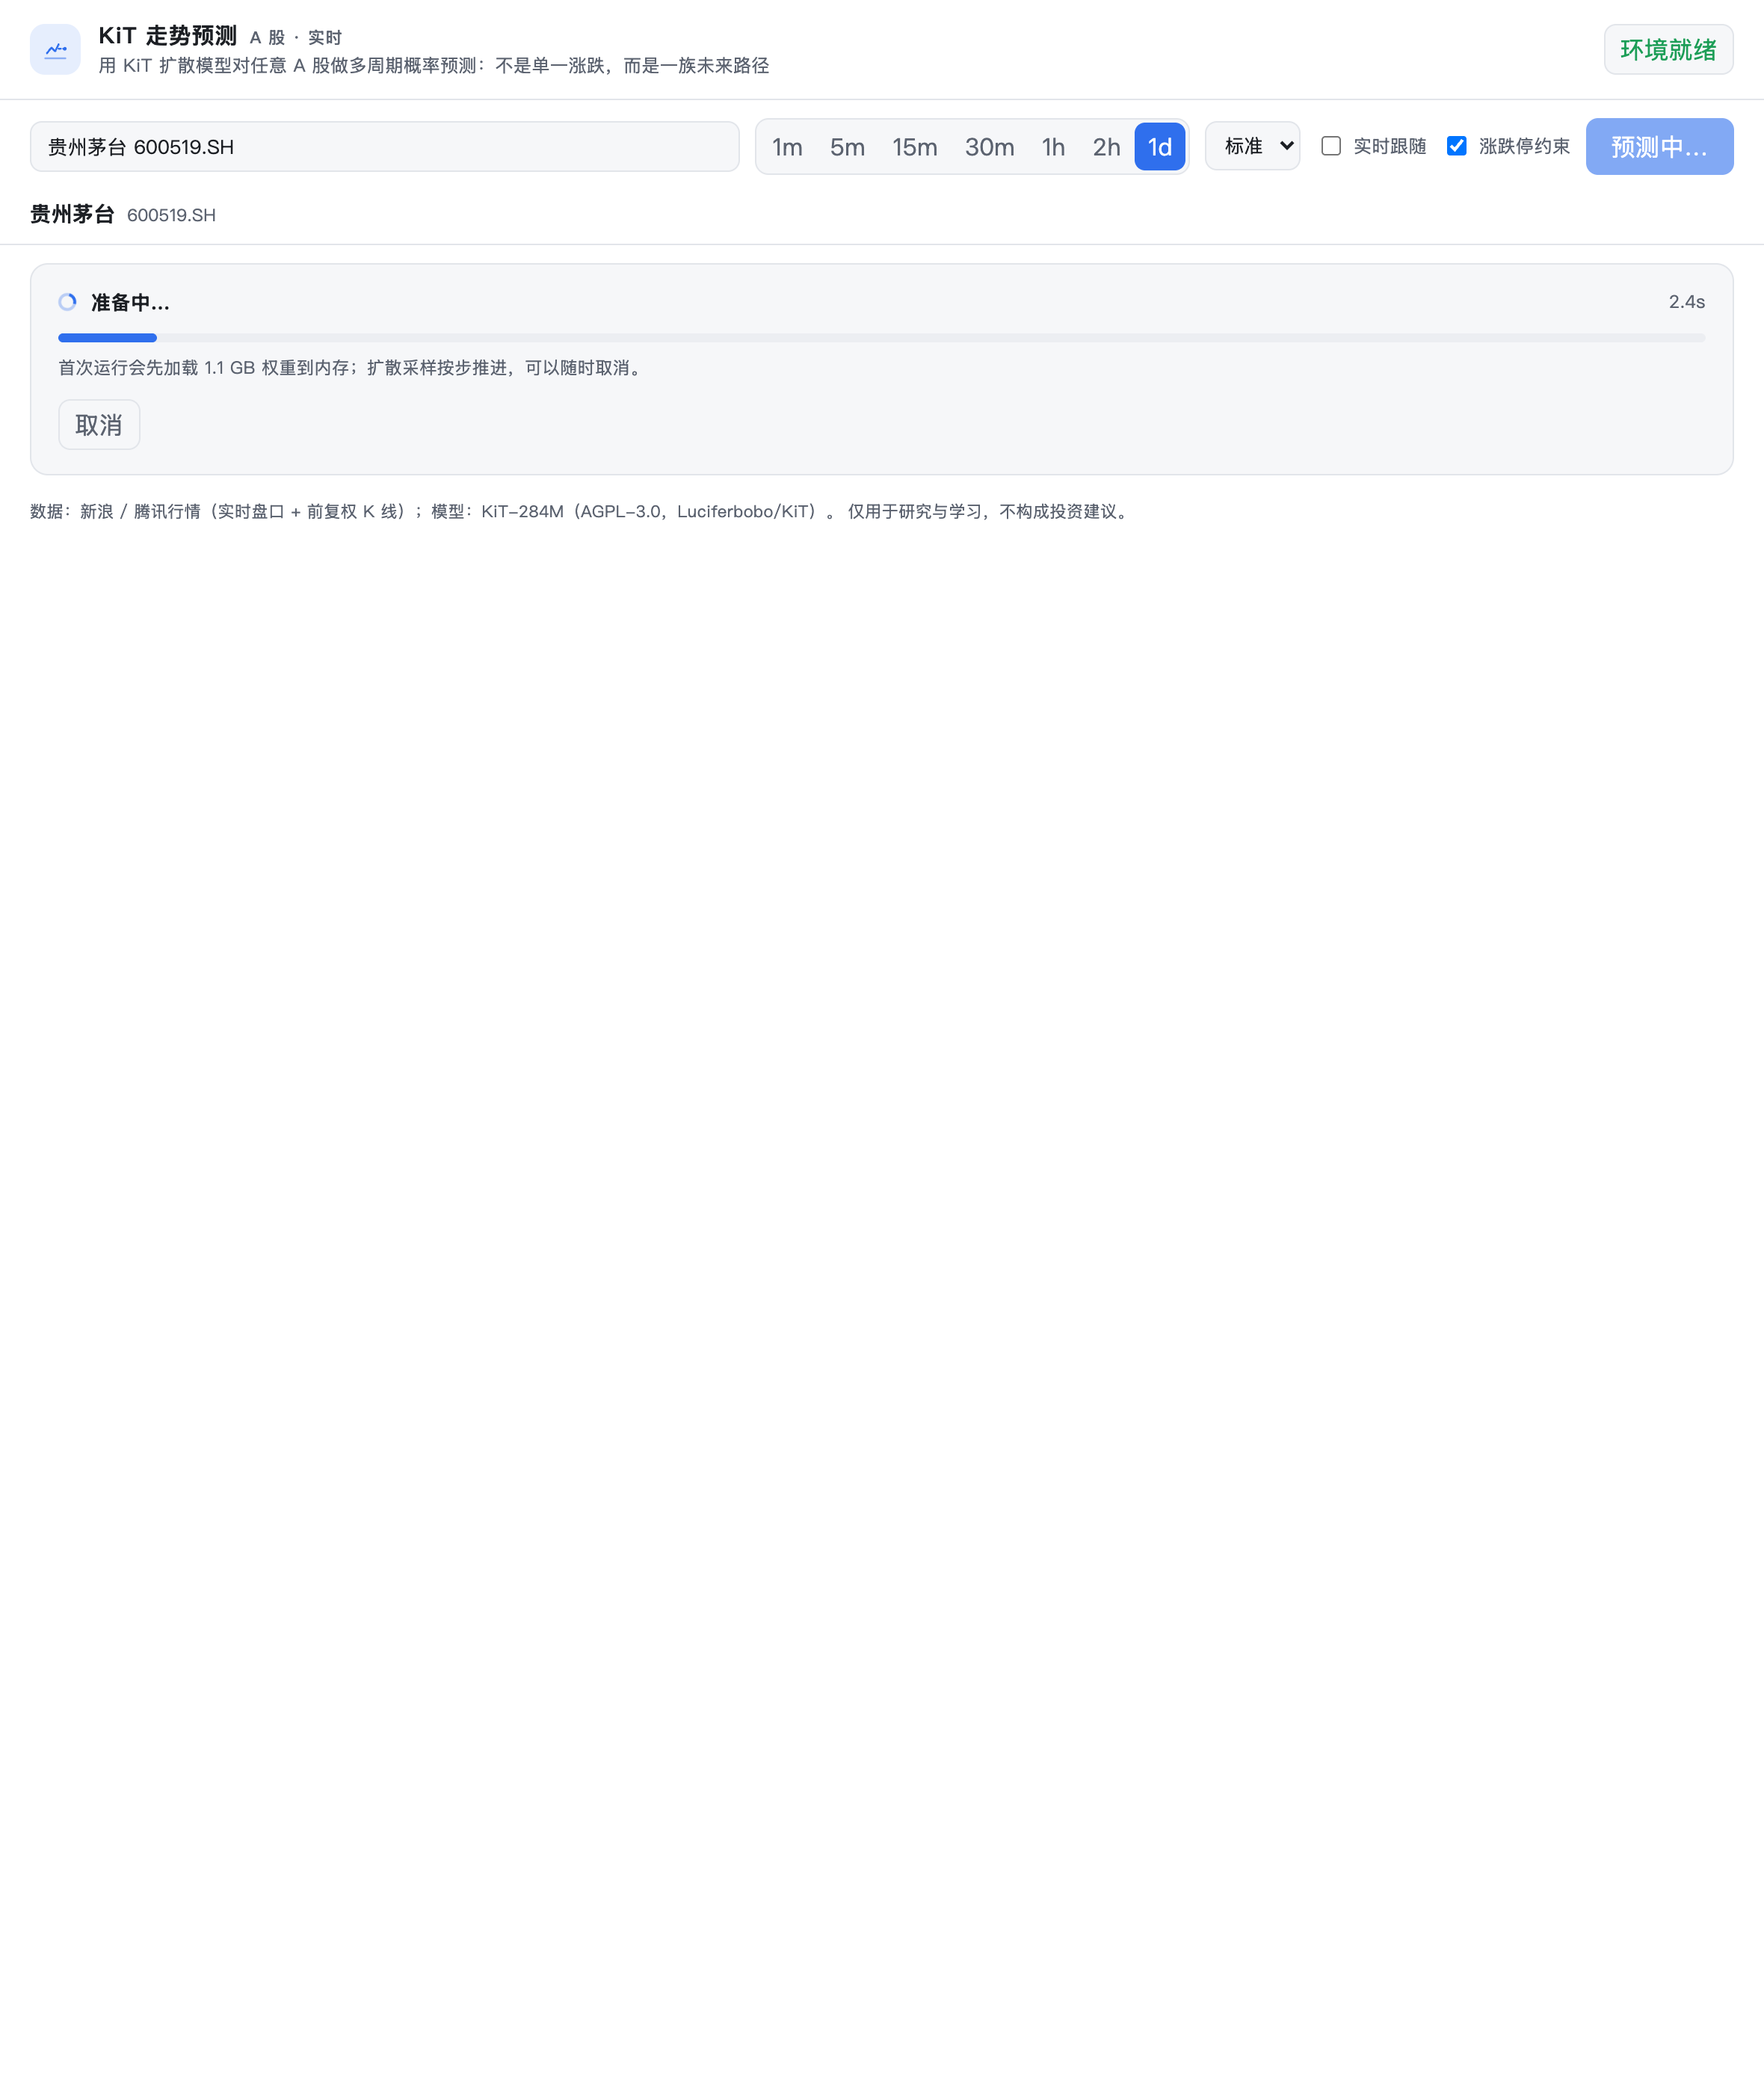 KiT 走势预测 A 股 · 实时
用 KiT 扩散模型对任意 A 股做多周期概率预测：不是单一涨跌，而是一族未来路径
环境就绪
贵州茅台 600519.SH
1m 5m 15m 30m 1h 2h 1d
标准
实时跟随
涨跌停约束
预测中…
贵州茅台 600519.SH
准备中…
2.4s
首次运行会先加载 1.1 GB 权重到内存；扩散采样按步推进，可以随时取消。
取消
数据：新浪 / 腾讯行情（实时盘口 + 前复权 K 线）；模型：KiT-284M（AGPL-3.0，Luciferbobo/KiT）。 仅用于研究与学习，不构成投资建议。